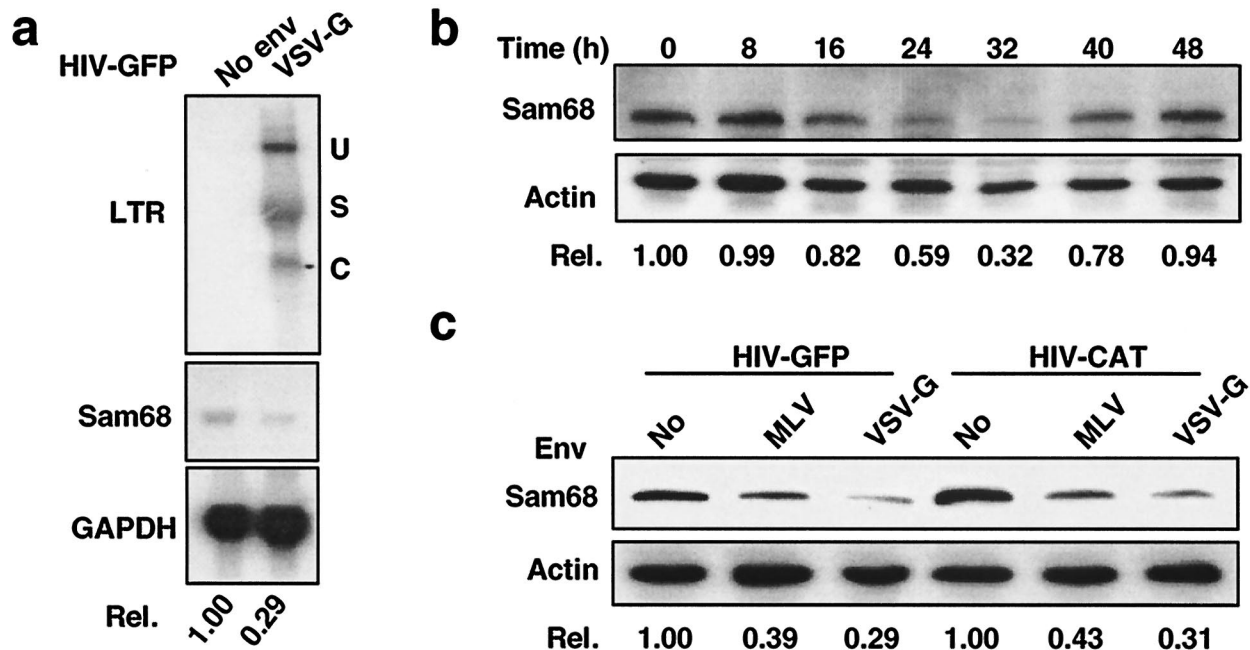 a
HIV-GFP No env VSV-G
LTR
U
S
C
Sam68
GAPDH
Rel. 1.00 0.29
b
Time (h) 0 8 16 24 32 40 48
Sam68
Actin
Rel. 1.00 0.99 0.82 0.59 0.32 0.78 0.94
c
HIV-GFP HIV-CAT
Env No MLV VSV-G No MLV VSV-G
Sam68
Actin
Rel. 1.00 0.39 0.29 1.00 0.43 0.31